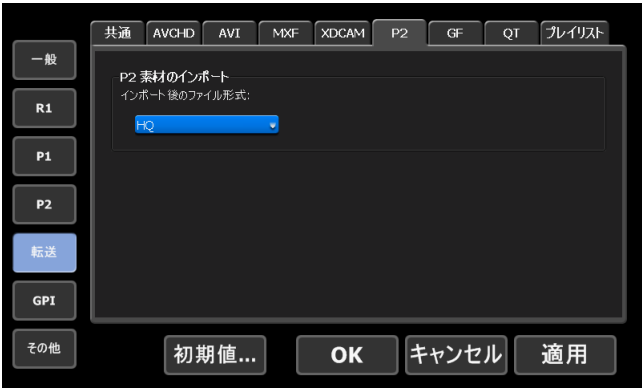 共通 AVCHD AVI MXF XDCAM P2 GF QT プレイリスト
一般
R1
P1
P2
転送
GPI
その他
P2 素材のインポート
インポート後のファイル形式:
HQ
初期値... OK キャンセル 適用